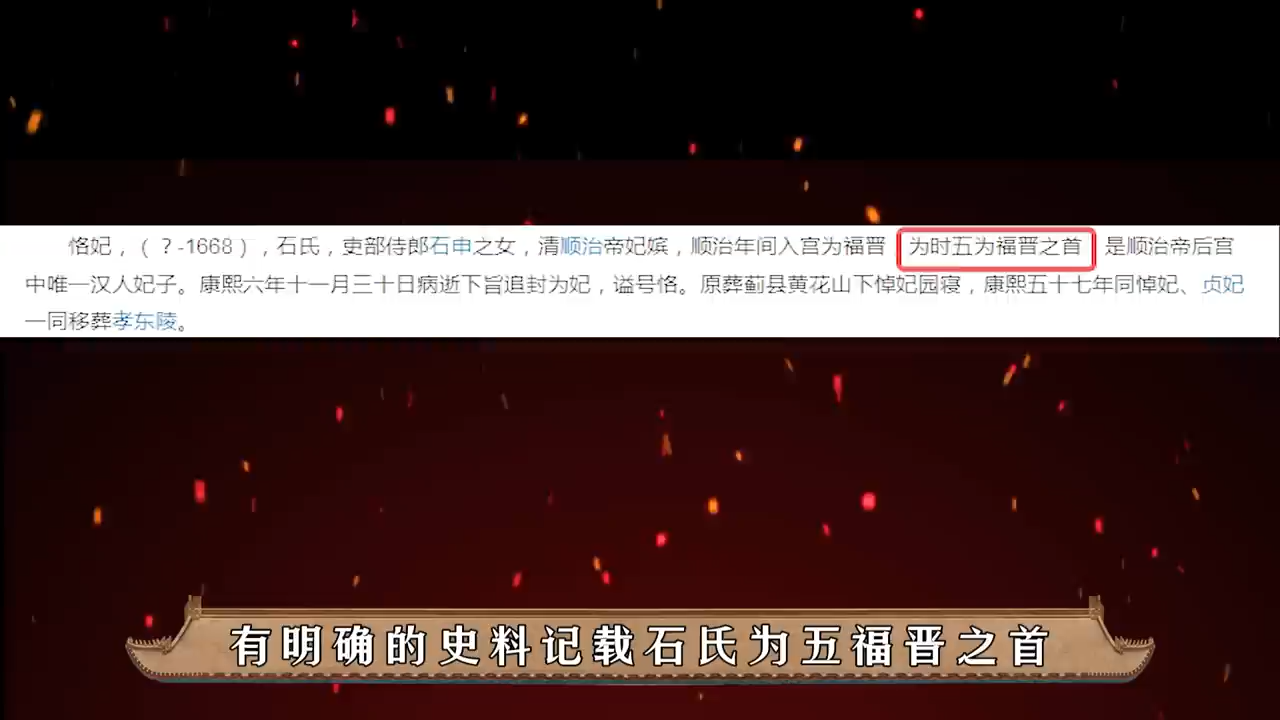 恪妃，（？-1668），石氏，吏部侍郎石申之女，清顺治帝妃嫔，顺治年间入宫为福晋 为时五为福晋之首 是顺治帝后宫
中唯一汉人妃子。康熙六年十一月三十日病逝下旨追封为妃，谥号恪。原葬蓟县黄花山下悼妃园寝，康熙五十七年同悼妃、贞妃
一同移葬孝东陵。
有明确的史料记载石氏为五福晋之首